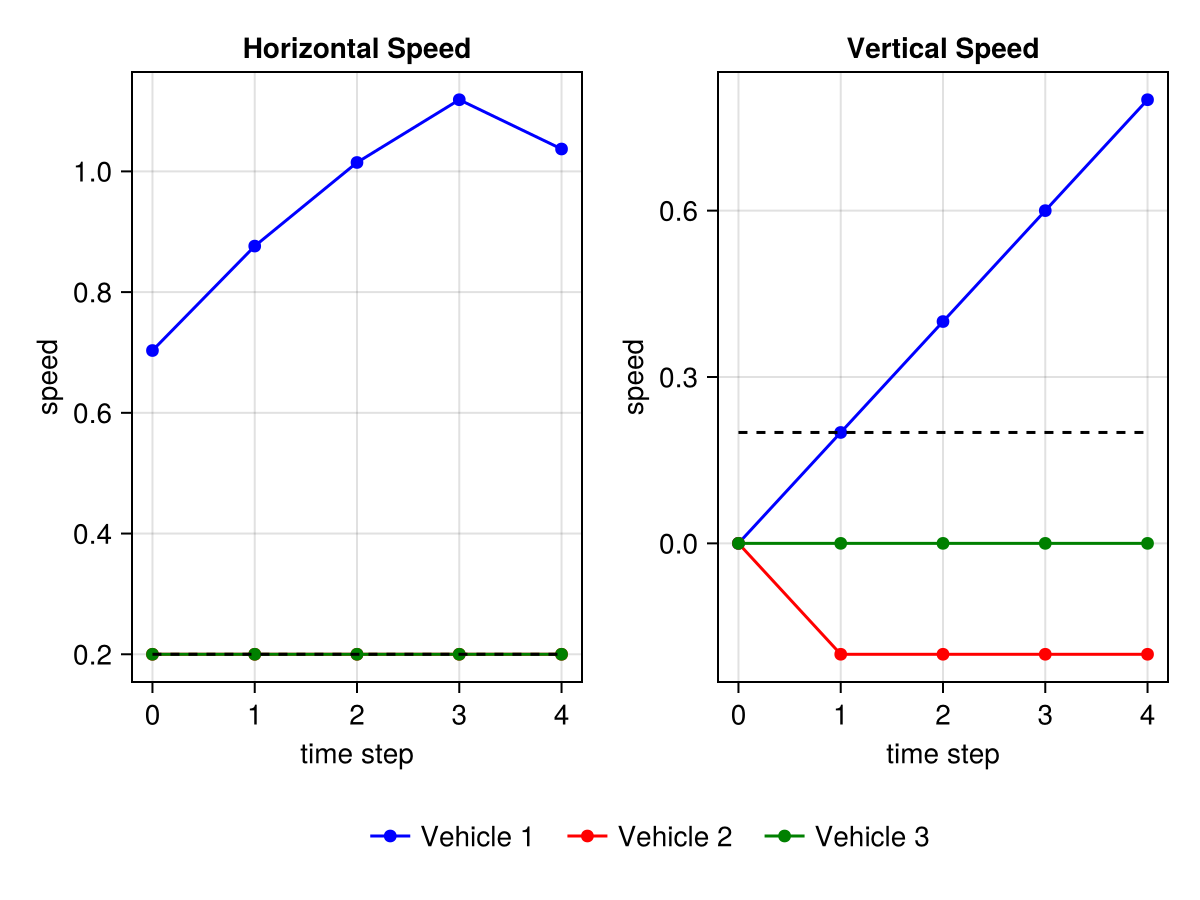 Horizontal Speed
speed
1.0
0.8
0.6
0.4
0.2
0 1 2 3 4
time step
Vertical Speed
speed
0.6
0.3
0.0
0 1 2 3 4
time step
Vehicle 1 Vehicle 2 Vehicle 3